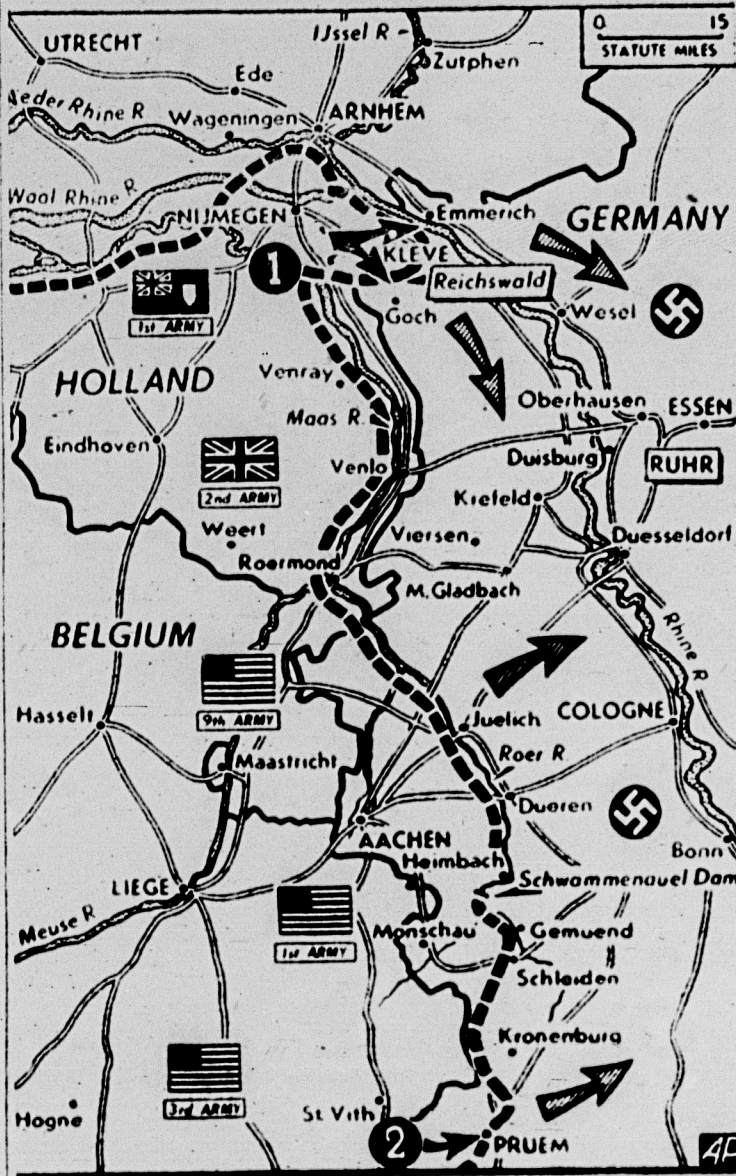 IJssel R
0 15
STATUTE MILES
UTRECHT
Zutphen
Ede
Neder Rhine R
Wageningen
ARNHEM
Waal Rhine R
NIJMEGEN
Emmerich
GERMANY
KLEVE
1
Reichswald
1st ARMY
Goch
Wesel
HOLLAND
Venray
Oberhausen
ESSEN
Maas R.
Eindhoven
Duisburg
RUHR
Venlo
2nd ARMY
Krefeld
Weert
Viersen
Duesseldorf
Roermond
M. Gladbach
BELGIUM
Rhine R
9th ARMY
Hasselt
Juelich
COLOGNE
Roer R.
Maastricht
Dueren
AACHEN
Bonn
Heimbach
Schwammenauel Dam
LIEGE
Meuse R
1st ARMY
Monschau
Gemuend
Schleiden
Kronenburg
3rd ARMY
Hogne
St Vith
2
PRUEM
AP